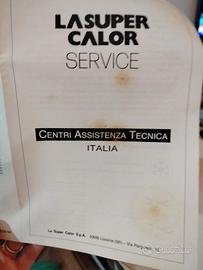 LA SUPER
CALOR
SERVICE
CENTRI ASSISTENZA TECNICA
ITALIA
La Super Calor S.p.A.